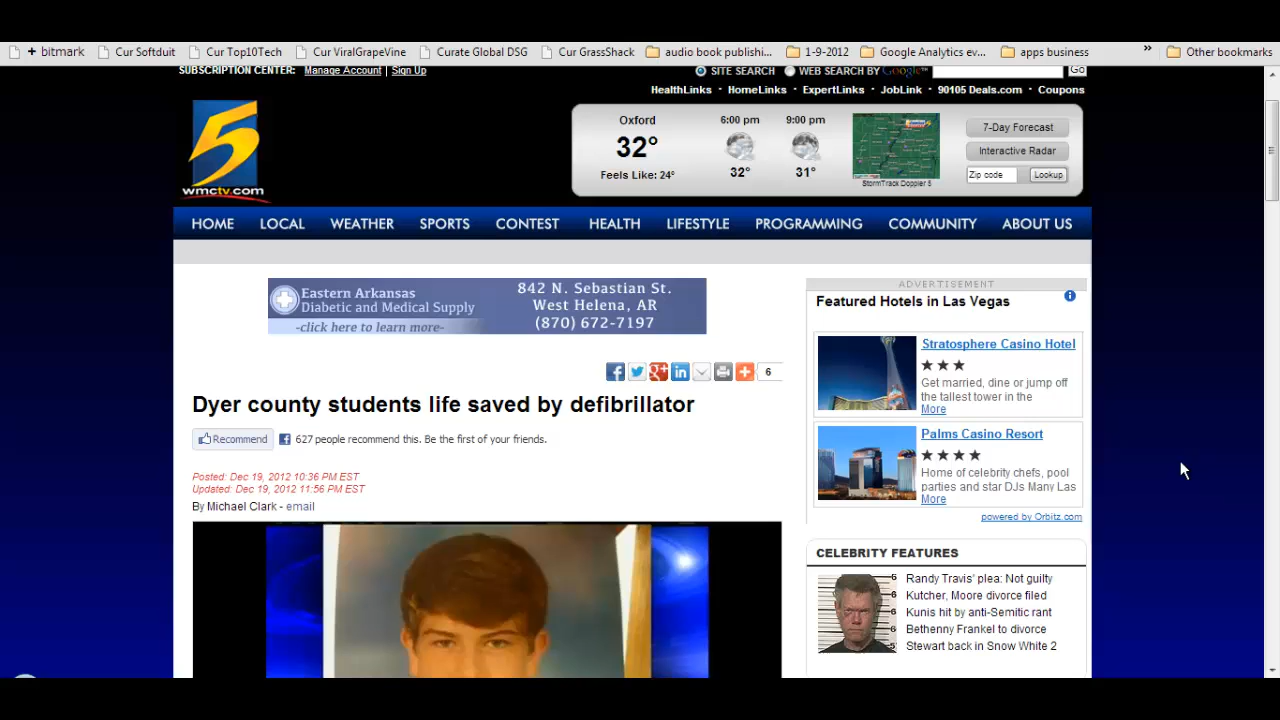 + bitmark
Cur Softduit
Cur Top10Tech
Cur ViralGrapeVine
Curate Global DSG
Cur GrassShack
audio book publishi...
1-9-2012
Google Analytics ev...
apps business
»
Other bookmarks
SUBSCRIPTION CENTER: Manage Account | Sign Up
SITE SEARCH WEB SEARCH BY Google™ Go
HealthLinks · HomeLinks · ExpertLinks · JobLink · 90105 Deals.com · Coupons
5
wmctv.com
Oxford
32°
Feels Like: 24°
6:00 pm
32°
9:00 pm
31°
StormTrack Doppler 5
7-Day Forecast
Interactive Radar
Zip code Lookup
HOME LOCAL WEATHER SPORTS CONTEST HEALTH LIFESTYLE PROGRAMMING COMMUNITY ABOUT US
Eastern Arkansas
Diabetic and Medical Supply
-click here to learn more-
842 N. Sebastian St.
West Helena, AR
(870) 672-7197
6
Dyer county students life saved by defibrillator
Recommend
627 people recommend this. Be the first of your friends.
Posted: Dec 19, 2012 10:36 PM EST
Updated: Dec 19, 2012 11:56 PM EST
By Michael Clark - email
ADVERTISEMENT
Featured Hotels in Las Vegas
Stratosphere Casino Hotel
Get married, dine or jump off
the tallest tower in the
More
Palms Casino Resort
Home of celebrity chefs, pool
parties and star DJs Many Las
More
powered by Orbitz.com
CELEBRITY FEATURES
Randy Travis' plea: Not guilty
Kutcher, Moore divorce filed
Kunis hit by anti-Semitic rant
Bethenny Frankel to divorce
Stewart back in Snow White 2